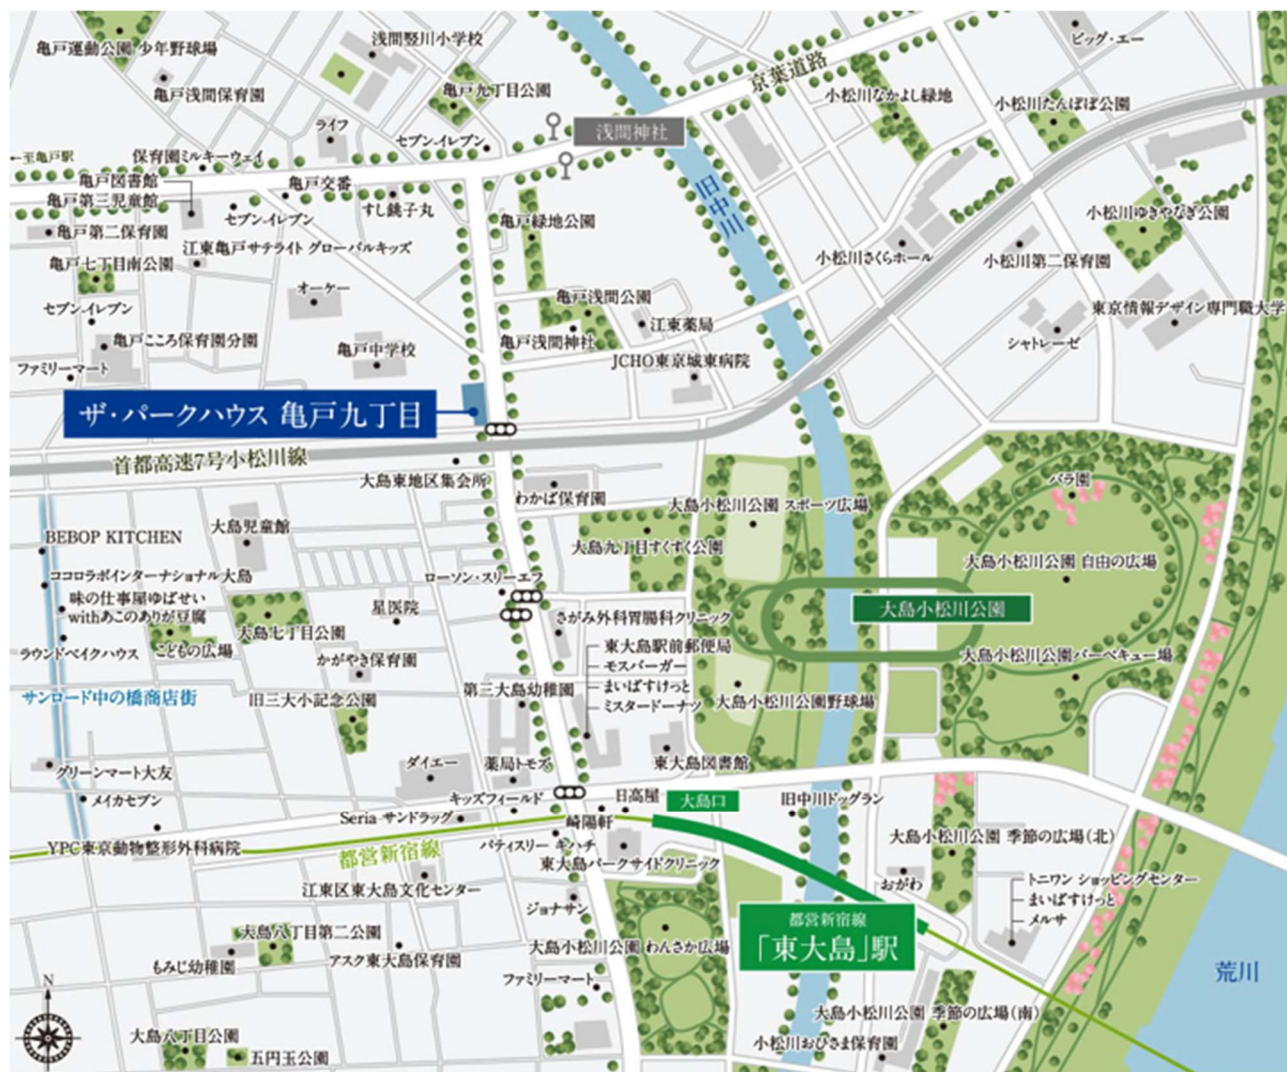 亀戸運動公園 少年野球場
浅間竪川小学校
ビッグ・エー
亀戸浅間保育園
亀戸九丁目公園
京葉道路
小松川なかよし緑地
小松川たんぽぽ公園
ライフ
セブン-イレブン
浅間神社
←至亀戸駅
保育園ミルキーウェイ
亀戸図書館
亀戸第三児童館
亀戸交番
セブン-イレブン
すし銚子丸
亀戸緑地公園
旧中川
小松川ゆきやなぎ公園
亀戸第二保育園
江東亀戸サテライト グローバルキッズ
亀戸七丁目南公園
小松川さくらホール
小松川第二保育園
オーケー
亀戸浅間公園
セブン-イレブン
江東薬局
東京情報デザイン専門職大学
亀戸こころ保育園分園
亀戸中学校
亀戸浅間神社
シャトレーゼ
ファミリーマート
JCHO東京城東病院
ザ・パークハウス 亀戸九丁目
首都高速7号小松川線
大島東地区集会所
わかば保育園
大島小松川公園 スポーツ広場
バラ園
大島児童館
BEBOP KITCHEN
大島九丁目すくすく公園
大島小松川公園 自由の広場
ココロラボインターナショナル大島
ローソン・スリーエフ
味の仕事屋ゆばせい
withあこのありが豆腐
星医院
さがみ外科胃腸科クリニック
大島小松川公園
大島七丁目公園
こどもの広場
ラウンドベイクハウス
かがやき保育園
東大島駅前郵便局
モスバーガー
まいばすけっと
ミスタードーナツ
大島小松川公園バーベキュー場
サンロード中の橋商店街
旧三大小記念公園
第三大島幼稚園
大島小松川公園野球場
グリーンマート大友
ダイエー
薬局トモズ
東大島図書館
メイカセブン
キッズフィールド
日高屋
大島口
旧中川ドッグラン
Seria サンドラッグ
崎陽軒
YPC東京動物整形外科病院
都営新宿線
パティスリー ギハチ
東大島パークサイドクリニック
大島小松川公園 季節の広場(北)
江東区東大島文化センター
ジョナサン
おがわ
トニワン ショッピングセンター
まいばすけっと
メルサ
都営新宿線
「東大島」駅
大島八丁目第二公園
もみじ幼稚園
アスク東大島保育園
大島小松川公園 わんさか広場
ファミリーマート
荒川
N
大島八丁目公園
五円玉公園
大島小松川公園 季節の広場(南)
小松川おひさま保育園